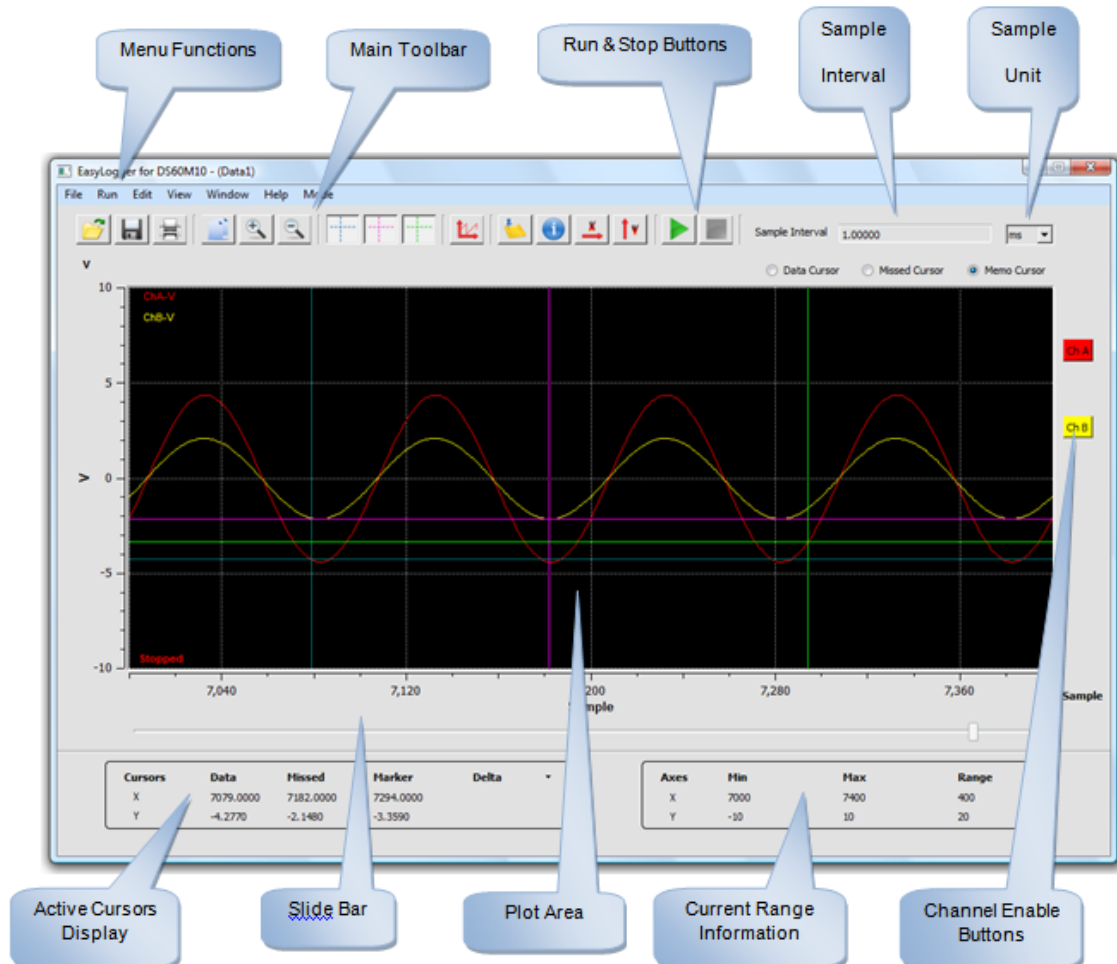 Menu Functions
Main Toolbar
Run & Stop Buttons
Sample
Interval
Sample
Unit
EasyLogger for DS60M10 - (Data1)
File Run Edit View Window Help
Sample Interval 1.00000 ms
V
Data Cursor Missed Cursor Memo Cursor
10
ChA-V
ChB-V
5
V 0
-5
-10
Stopped
Ch A
Ch B
7,040 7,120 7,280 7,360
Sample
Cursors Data Missed Marker Delta
X 7079.0000 7182.0000 7294.0000
Y -4.2770 -2.1480 -3.3590
Axes Min Max Range
X 7000 7400 400
Y -10 10 20
Active Cursors
Display
Slide Bar
Plot Area
Current Range
Information
Channel Enable
Buttons